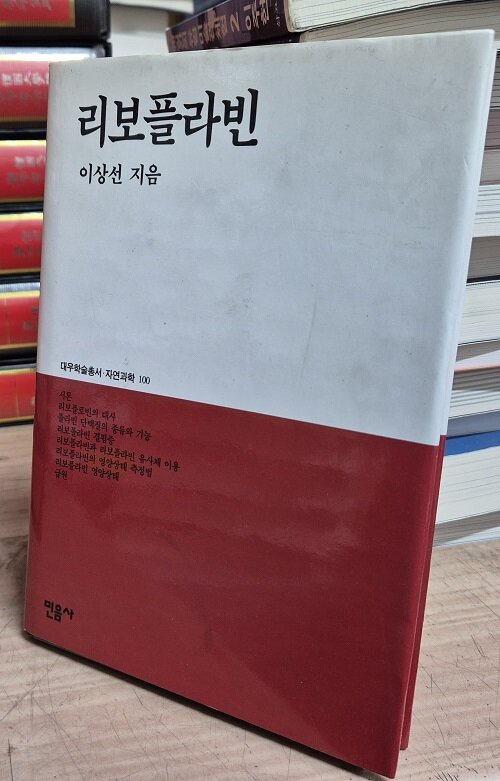 리보플라빈
이상선 지음
대우학술총서·자연과학 100
서론
리보플로빈의 대사
플라빈 단백질의 종류와 기능
리보플라빈 결핍증
리보플라빈과 리보플라빈 유사체 이용
리보플라빈의 영양상태 측정법
리보플라빈 영양상태
급원
민음사